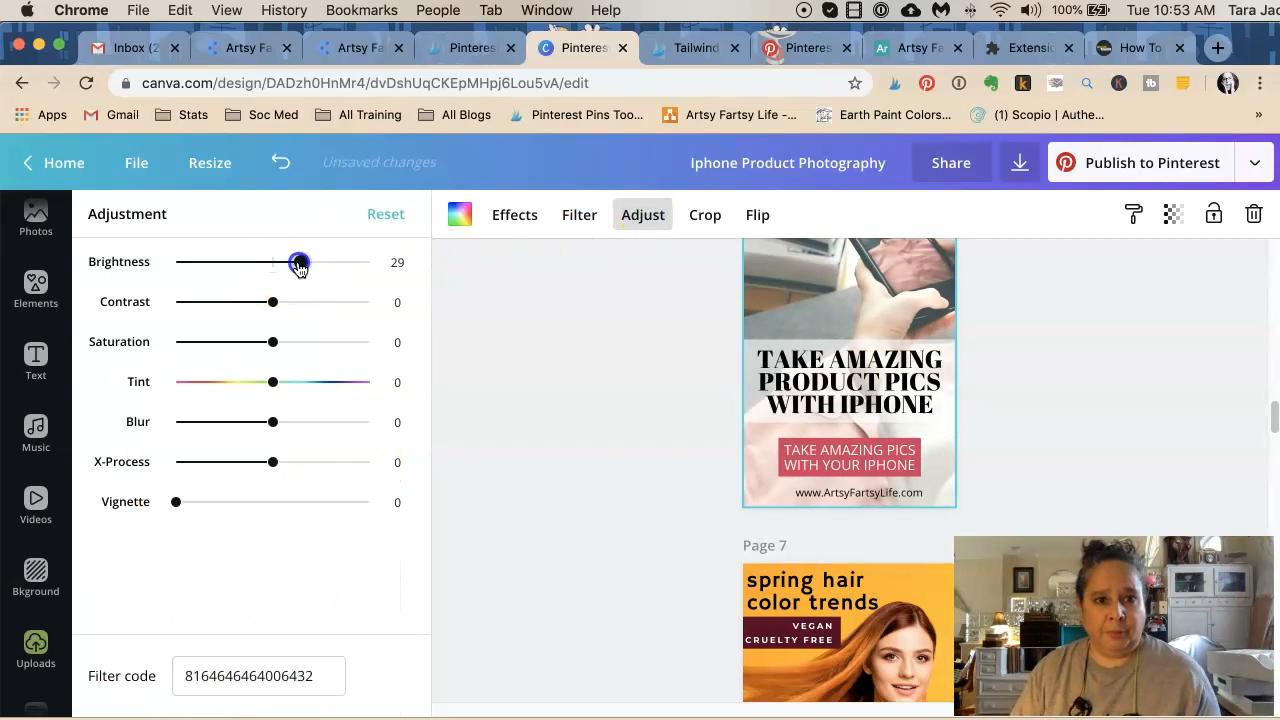 Chrome File Edit View History Bookmarks People Tab Window Help 100% Tue 10:53 AM Tara Jac
Inbox (2 Artsy Fa Artsy Fa Pinteres Pinteres Tailwind Pinteres Artsy Fa Extensic How To
canva.com/design/DADzh0HnMr4/dvDshUqCKEpMHpj6Lou5vA/edit
Apps Gmail Stats Soc Med All Training All Blogs Pinterest Pins Too... Artsy Fartsy Life -... Earth Paint Colors... (1) Scopio | Authe... »
Home File Resize Unsaved changes Iphone Product Photography Share Publish to Pinterest
Photos
Elements
Text
Music
Videos
Bkground
Uploads
Adjustment Reset
Brightness 29
Contrast 0
Saturation 0
Tint 0
Blur 0
X-Process 0
Vignette 0
Filter code 8164646464006432
Effects Filter Adjust Crop Flip
TAKE AMAZING
PRODUCT PICS
WITH IPHONE
TAKE AMAZING PICS
WITH YOUR IPHONE
www.ArtsyFartsyLife.com
Page 7
spring hair
color trends
VEGAN
CRUELTY FREE